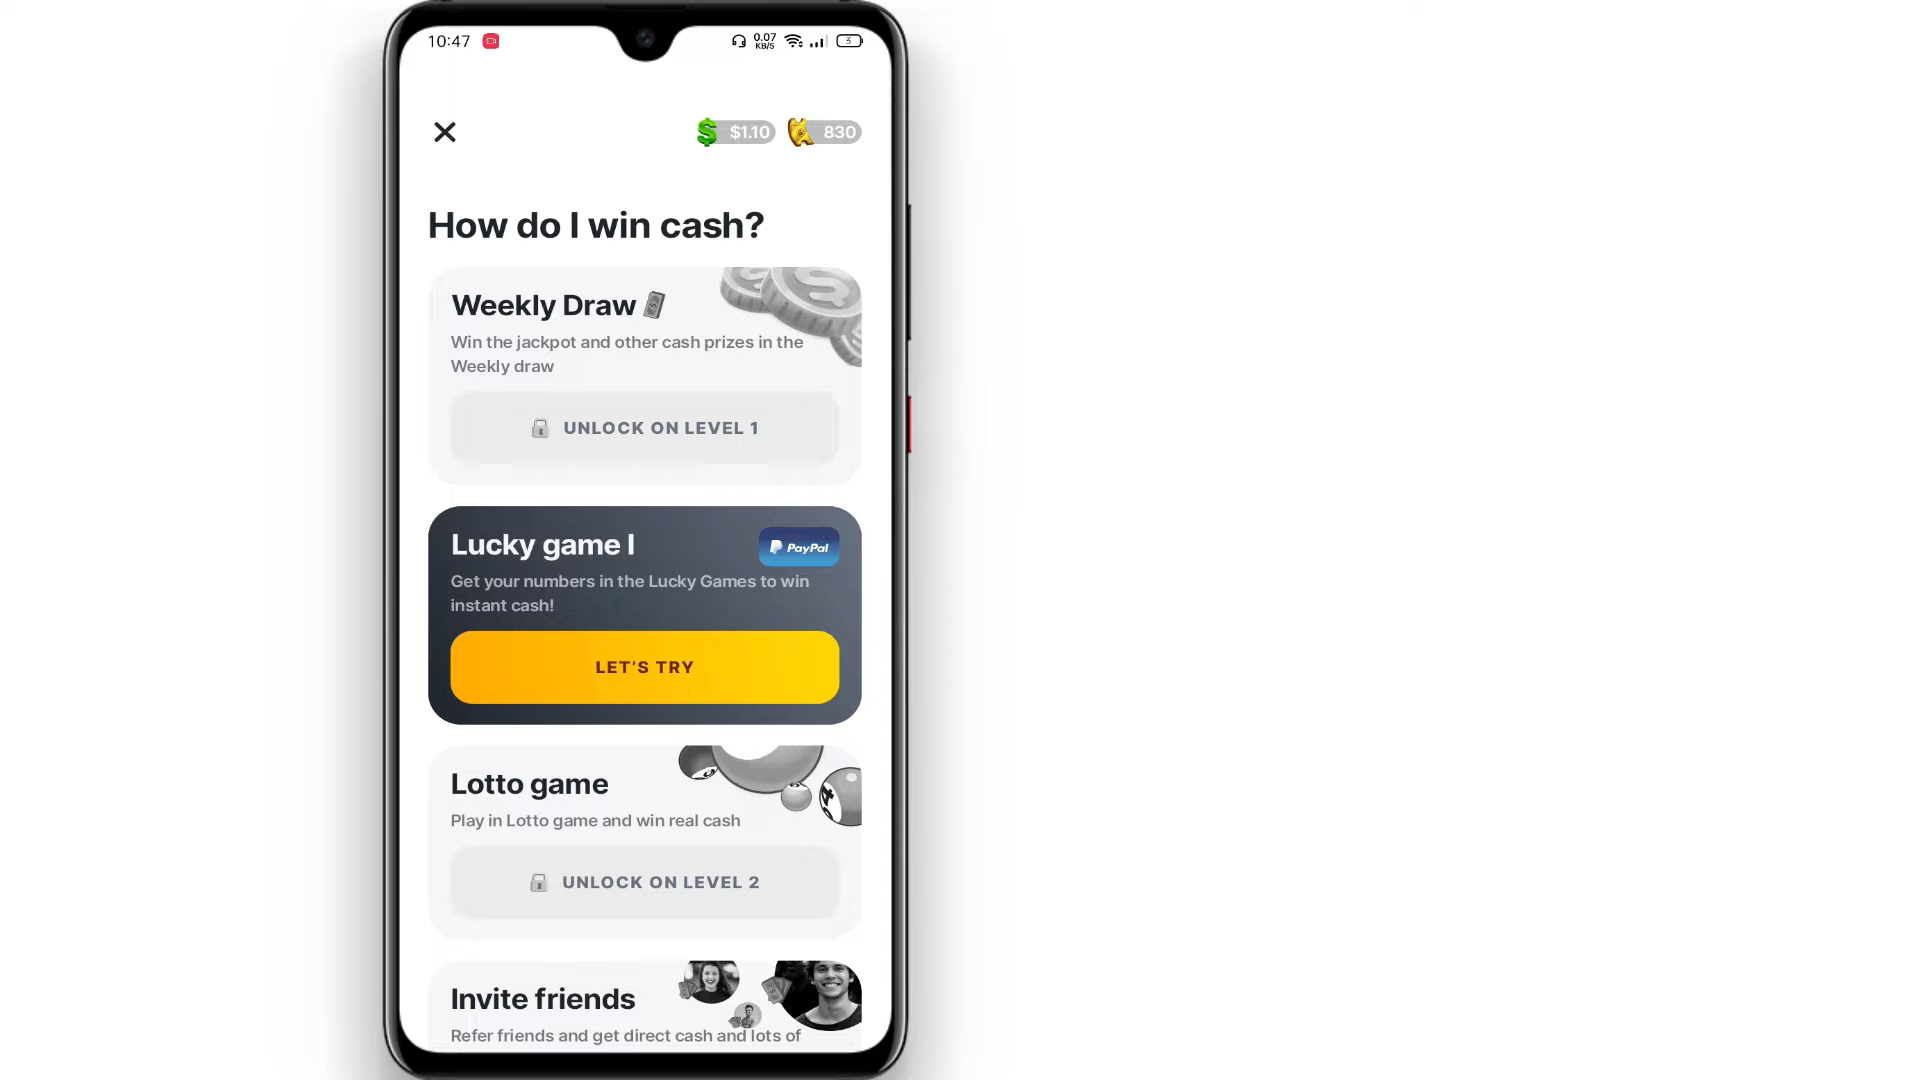 10:47
0.07
KB/S
5
$1.10
830
How do I win cash?
Weekly Draw
Win the jackpot and other cash prizes in the
Weekly draw
UNLOCK ON LEVEL 1
Lucky game I
PayPal
Get your numbers in the Lucky Games to win
instant cash!
LET'S TRY
Lotto game
Play in Lotto game and win real cash
UNLOCK ON LEVEL 2
Invite friends
Refer friends and get direct cash and lots of